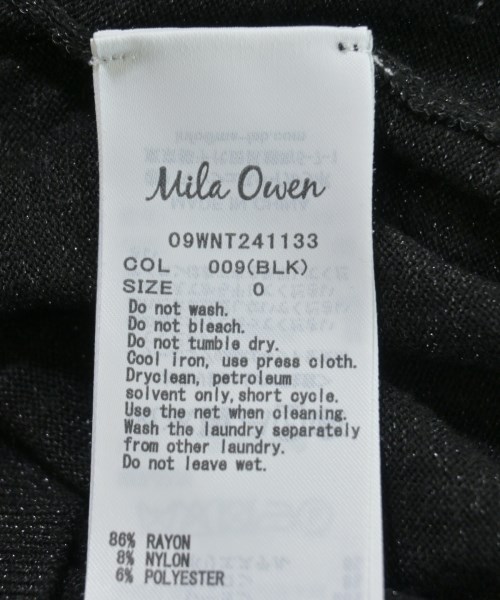 Mila Owen
09WNT241133
COL 009(BLK)
SIZE 0
Do not wash.
Do not bleach.
Do not tumble dry.
Cool iron, use press cloth.
Dryclean, petroleum
solvent only, short cycle.
Use the net when cleaning.
Wash the laundry separately
from other laundry.
Do not leave wet.
86% RAYON
8% NYLON
6% POLYESTER